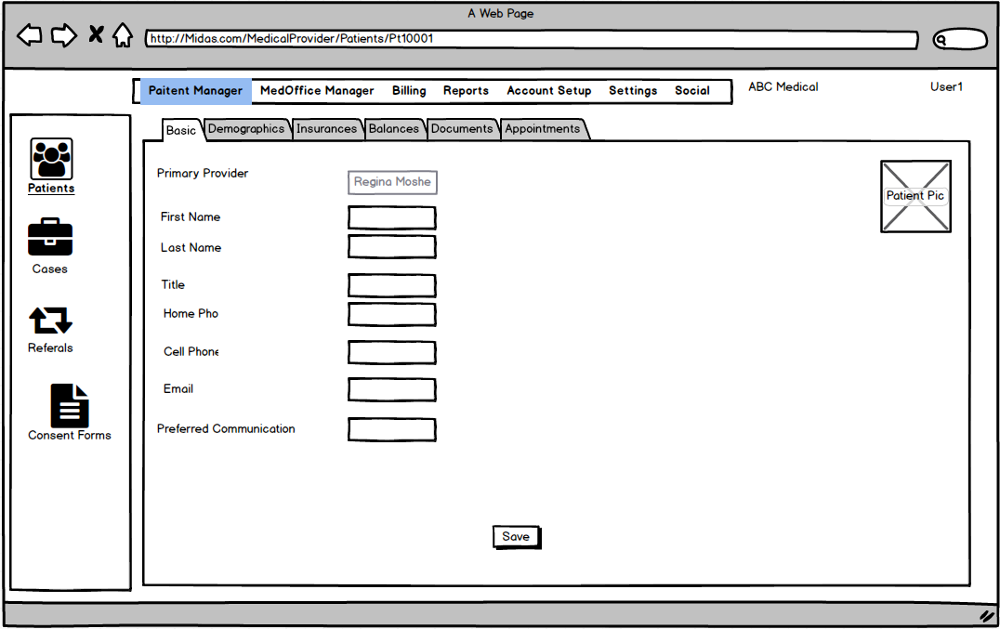 A Web Page
http://Midas.com/MedicalProvider/Patients/Pt10001
Paitent Manager MedOffice Manager Billing Reports Account Setup Settings Social
ABC Medical User1
Patients
Cases
Referals
Consent Forms
Basic Demographics Insurances Balances Documents Appointments
Primary Provider Regina Moshe
Patient Pic
First Name
Last Name
Title
Home Pho
Cell Phone
Email
Preferred Communication
Save